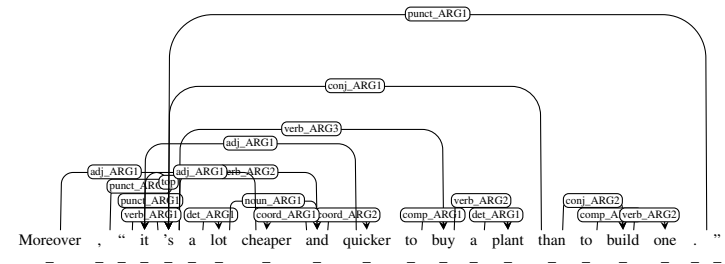 punct_ARG1
conj_ARG1
verb_ARG3
adj_ARG1
adj_ARG1 adj_ARG1 verb_ARG2
punct_ARG1 top
punct_ARG1 noun_ARG1 verb_ARG2 conj_ARG2
verb_ARG1 det_ARG1 coord_ARG1 coord_ARG2 comp_ARG1 det_ARG1 verb_ARG2
Moreover , “ it ’s a lot cheaper and quicker to buy a plant than to build one . ”
_ _ _ _ _ _ _ _ _ _ _ _ _ _ _ _ _ _ _ _